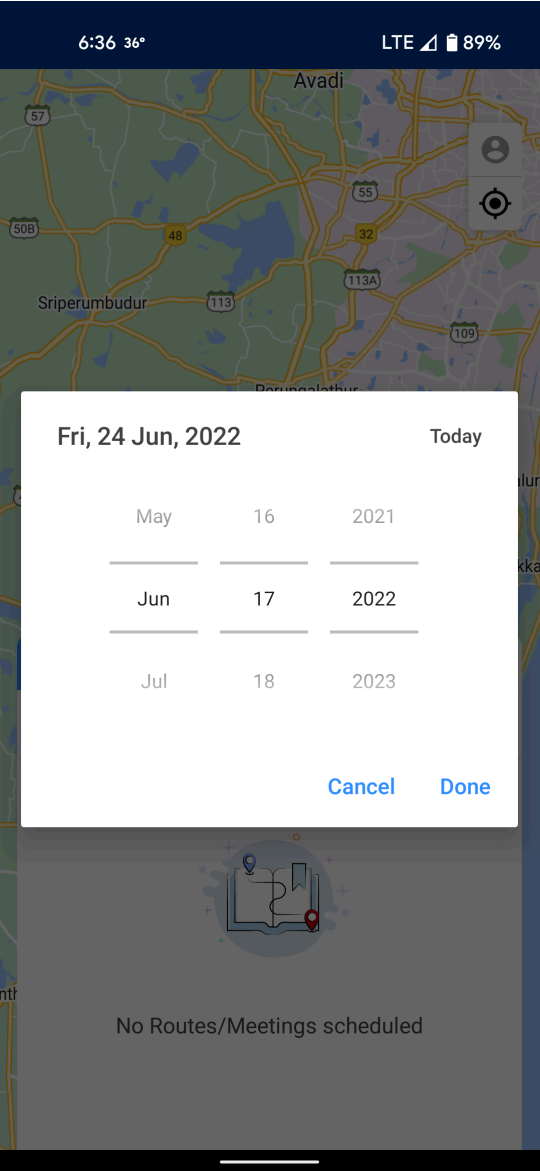 6:36 36° LTE 89%
Avadi
57
55
50B
48
32
113A
Sriperumbudur
113
109
Fri, 24 Jun, 2022 Today
May 16 2021
Jun 17 2022
Jul 18 2023
Cancel Done
No Routes/Meetings scheduled